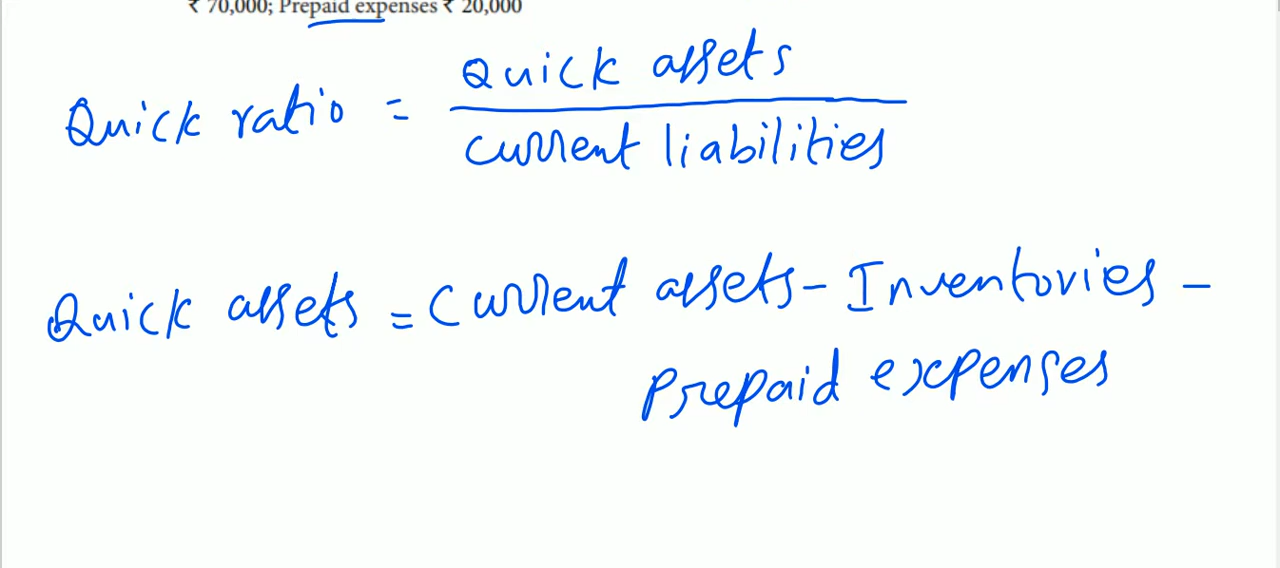 ₹ 70,000; Prepaid expenses ₹ 20,000
Quick ratio = Quick assets
current liabilities
Quick assets = Current assets - Inventories -
Prepaid expenses